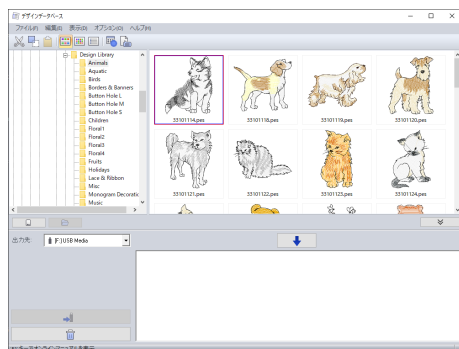 デザインデータベース
ファイル(F) 編集(E) 表示(D) オプション(O) ヘルプ(H)
Design Library
Animals
Aquatic
Birds
Borders & Banners
Button Hole L
Button Hole M
Button Hole S
Children
Floral1
Floral2
Floral3
Floral4
Fruits
Holidays
Lace & Ribbon
Misc
Monogram Decoratic
Music
33101114.pes
33101118.pes
33101119.pes
33101120.pes
33101121.pes
33101122.pes
33101123.pes
33101124.pes
出力先:
[F:] USB Media